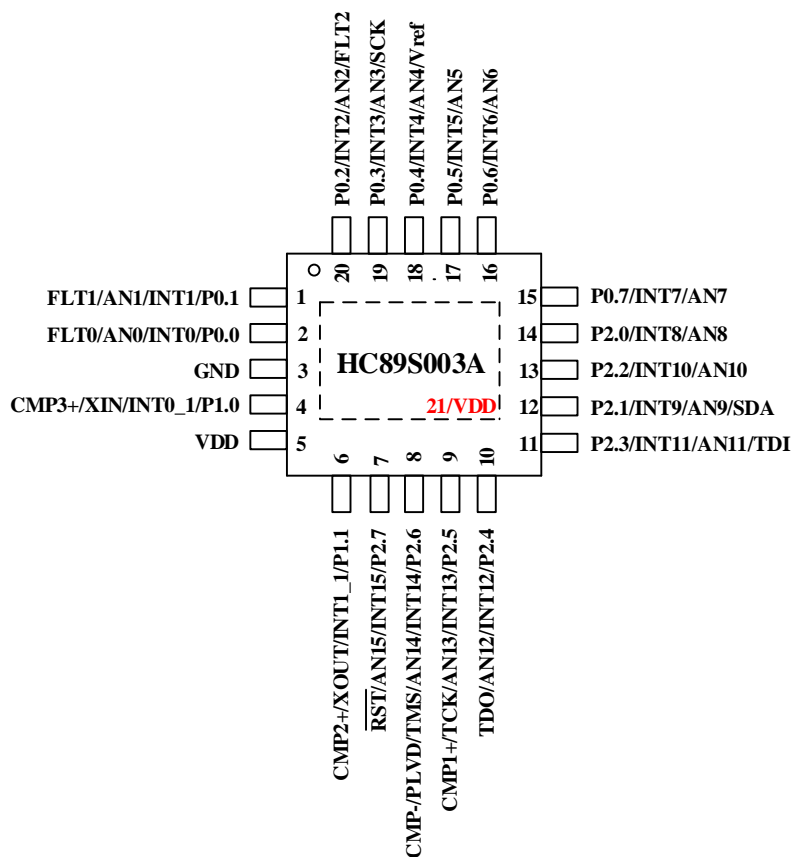 P0.2/INT2/AN2/FLT2
P0.3/INT3/AN3/SCK
P0.4/INT4/AN4/Vref
P0.5/INT5/AN5
P0.6/INT6/AN6
20
19
18
17
16
FLT1/AN1/INT1/P0.1
1
FLT0/AN0/INT0/P0.0
2
GND
3
CMP3+/XIN/INT0_1/P1.0
4
VDD
5
HC89S003A
21/VDD
15
P0.7/INT7/AN7
14
P2.0/INT8/AN8
13
P2.2/INT10/AN10
12
P2.1/INT9/AN9/SDA
11
P2.3/INT11/AN11/TDI
6
7
8
9
10
CMP2+/XOUT/INT1_1/P1.1
RST/AN15/INT15/P2.7
CMP-/PLVD/TMS/AN14/INT14/P2.6
CMP1+/TCK/AN13/INT13/P2.5
TDO/AN12/INT12/P2.4